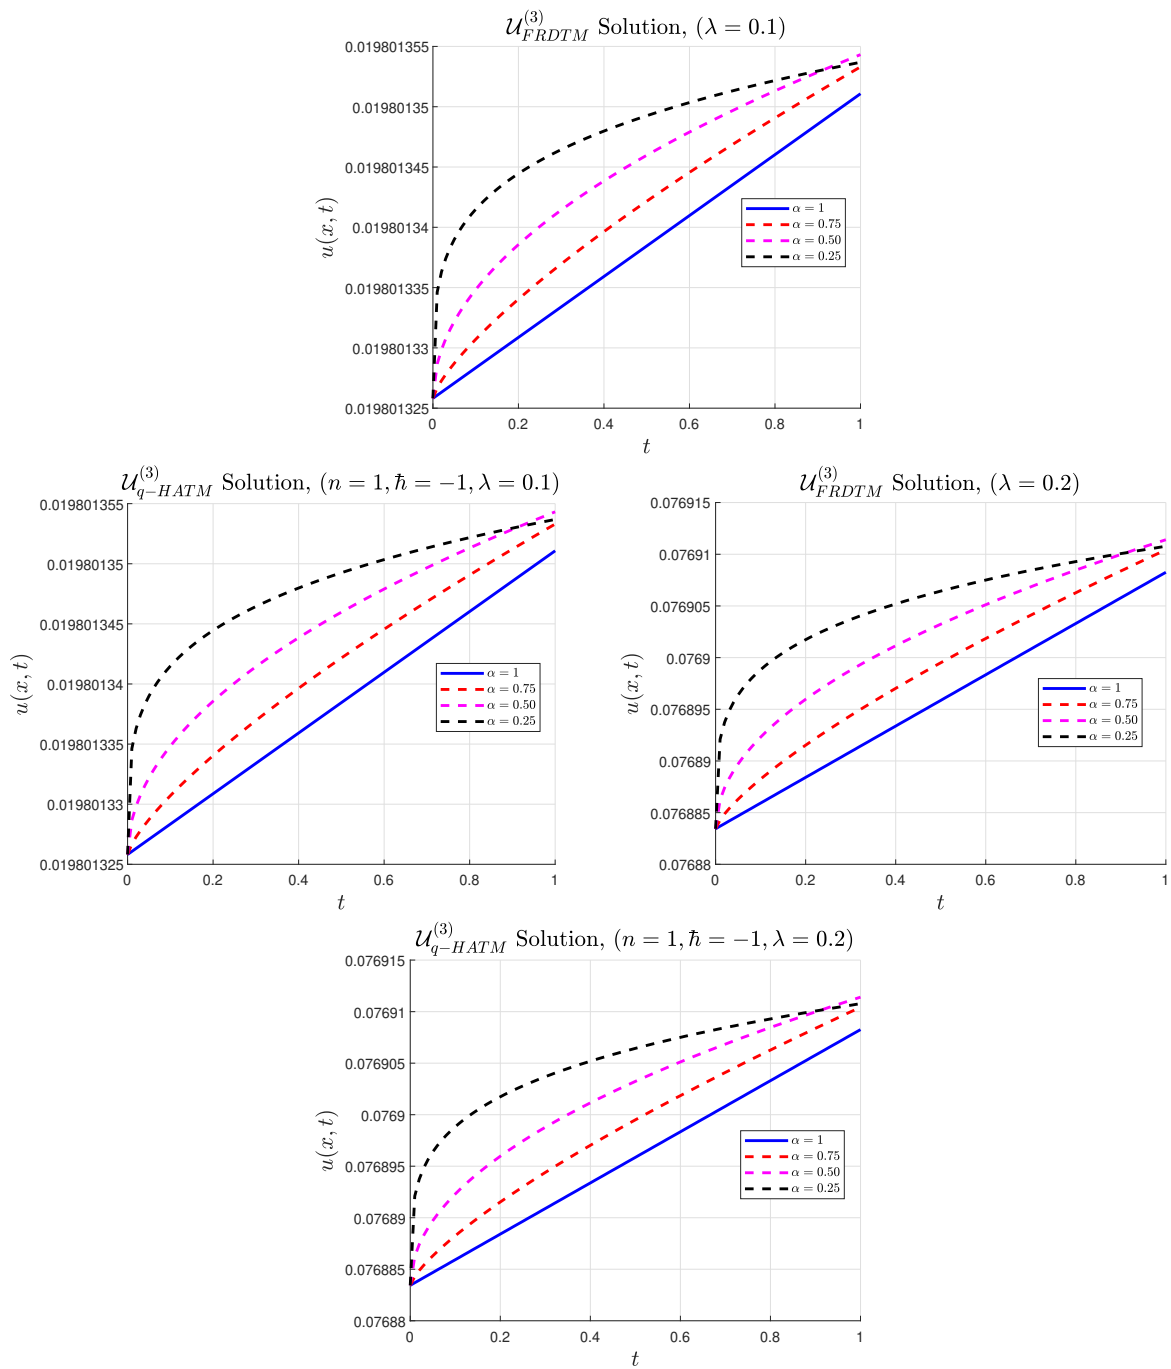 𝒰_{FRDTM}^{(3)} Solution, (λ = 0.1)
0.019801355
0.01980135
0.019801345
0.01980134
0.019801335
0.01980133
0.019801325
u(x, t)
α = 1
α = 0.75
α = 0.50
α = 0.25
0 0.2 0.4 0.6 0.8 1
t
𝒰_{q−HATM}^{(3)} Solution, (n = 1, ħ = −1, λ = 0.1)
0.019801355
0.01980135
0.019801345
0.01980134
0.019801335
0.01980133
0.019801325
u(x, t)
α = 1
α = 0.75
α = 0.50
α = 0.25
0 0.2 0.4 0.6 0.8 1
t
𝒰_{FRDTM}^{(3)} Solution, (λ = 0.2)
0.076915
0.07691
0.076905
0.0769
0.076895
0.07689
0.076885
0.07688
u(x, t)
α = 1
α = 0.75
α = 0.50
α = 0.25
0 0.2 0.4 0.6 0.8 1
t
𝒰_{q−HATM}^{(3)} Solution, (n = 1, ħ = −1, λ = 0.2)
0.076915
0.07691
0.076905
0.0769
0.076895
0.07689
0.076885
0.07688
u(x, t)
α = 1
α = 0.75
α = 0.50
α = 0.25
0 0.2 0.4 0.6 0.8 1
t